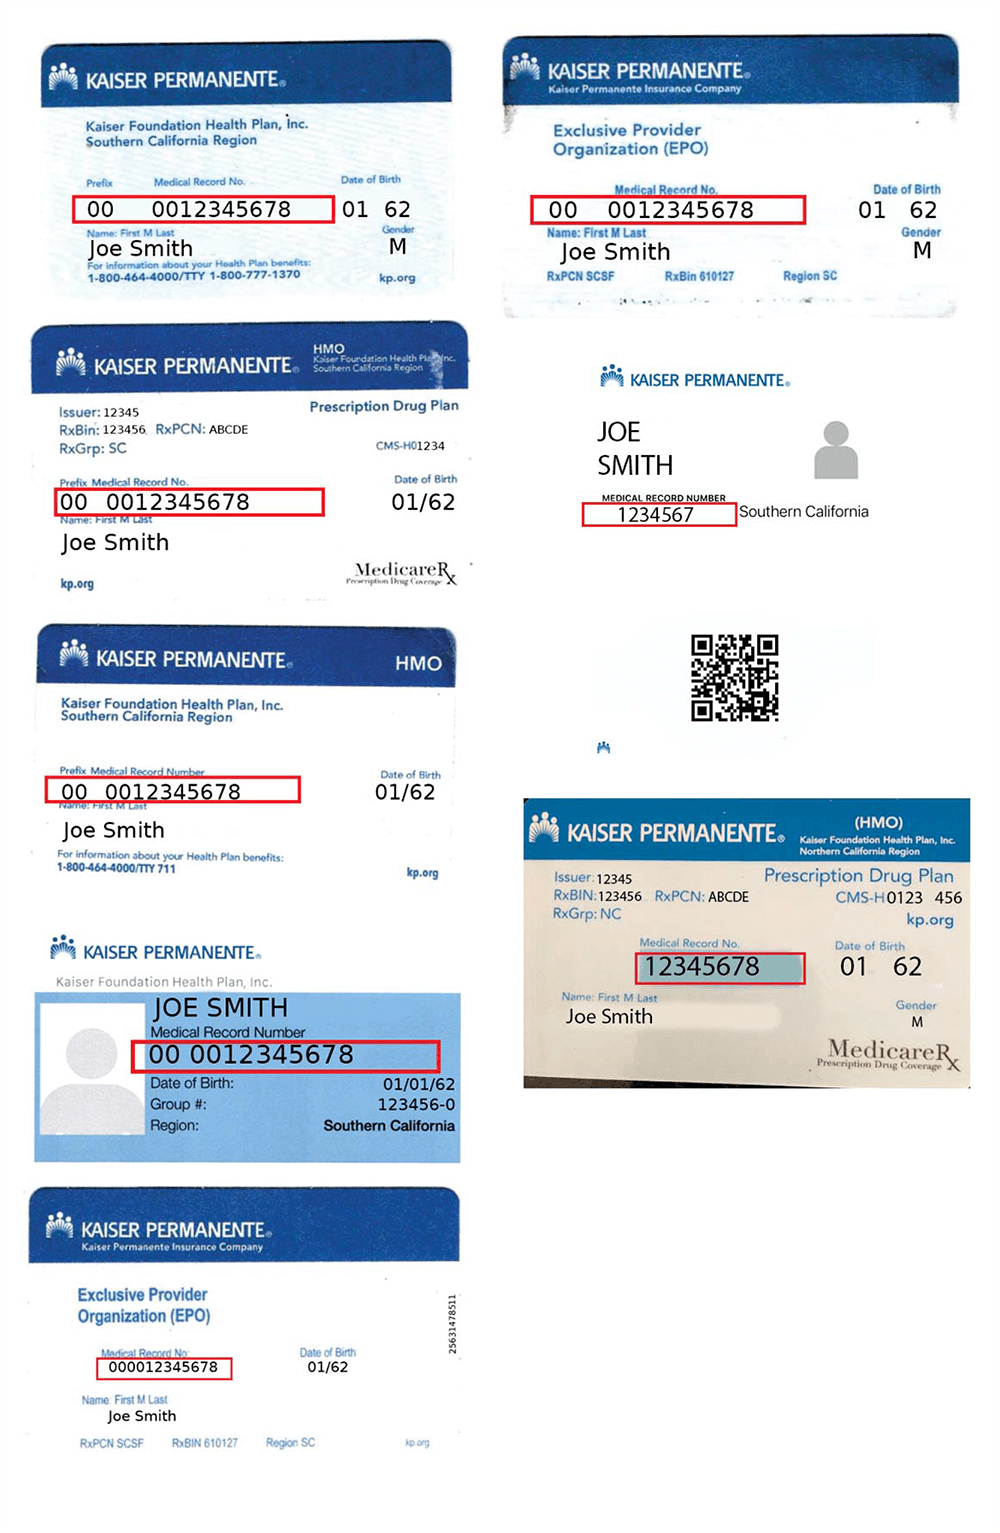 KAISER PERMANENTE®
Kaiser Foundation Health Plan, Inc.
Southern California Region
Prefix Medical Record No. Date of Birth
00 0012345678 01 62
Name: First M Last Gender
Joe Smith M
For information about your Health Plan benefits:
1-800-464-4000/TTY 1-800-777-1370 kp.org
KAISER PERMANENTE® HMO
Kaiser Foundation Health Plan, Inc.
Southern California Region
Issuer: 12345 Prescription Drug Plan
RxBin: 123456 RxPCN: ABCDE
RxGrp: SC CMS-H01234
Prefix Medical Record No. Date of Birth
00 0012345678 01/62
Name: First M Last
Joe Smith
MedicareRx
kp.org Prescription Drug Coverage
KAISER PERMANENTE® HMO
Kaiser Foundation Health Plan, Inc.
Southern California Region
Prefix Medical Record Number Date of Birth
00 0012345678 01/62
Name: First M Last
Joe Smith
For information about your Health Plan benefits:
1-800-464-4000/TTY 711 kp.org
KAISER PERMANENTE®
Kaiser Foundation Health Plan, Inc.
JOE SMITH
Medical Record Number
00 0012345678
Date of Birth: 01/01/62
Group #: 123456-0
Region: Southern California
KAISER PERMANENTE®
Kaiser Permanente Insurance Company
Exclusive Provider
Organization (EPO)
25631478511
Medical Record No: Date of Birth
000012345678 01/62
Name: First M Last
Joe Smith
RxPCN SCSF RxBIN 610127 Region SC kp.org
KAISER PERMANENTE®
Kaiser Permanente Insurance Company
Exclusive Provider
Organization (EPO)
Medical Record No. Date of Birth
00 0012345678 01 62
Name: First M Last Gender
Joe Smith M
RxPCN SCSF RxBin 610127 Region SC
KAISER PERMANENTE®
JOE
SMITH
MEDICAL RECORD NUMBER
1234567 Southern California
KAISER PERMANENTE® (HMO)
Kaiser Foundation Health Plan, Inc.
Northern California Region
Issuer: 12345 Prescription Drug Plan
RxBIN: 123456 RxPCN: ABCDE CMS-H0123 456
RxGrp: NC kp.org
Medical Record No. Date of Birth
12345678 01 62
Name: First M Last Gender
Joe Smith M
MedicareRx
Prescription Drug Coverage